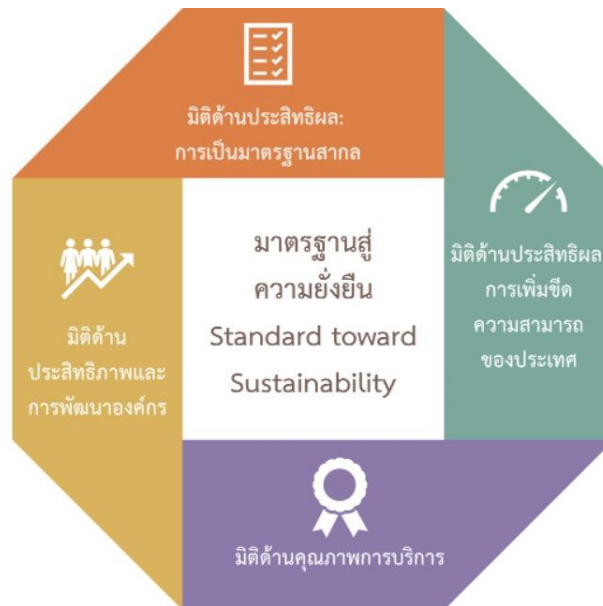 มิติด้านประสิทธิผล:
การเป็นมาตรฐานสากล
มาตรฐานสู่
ความยั่งยืน
Standard toward
Sustainability
มิติด้านประสิทธิผล
การเพิ่มขีด
ความสามารถ
ของประเทศ
มิติด้าน
ประสิทธิภาพและ
การพัฒนาองค์กร
มิติด้านคุณภาพการบริการ